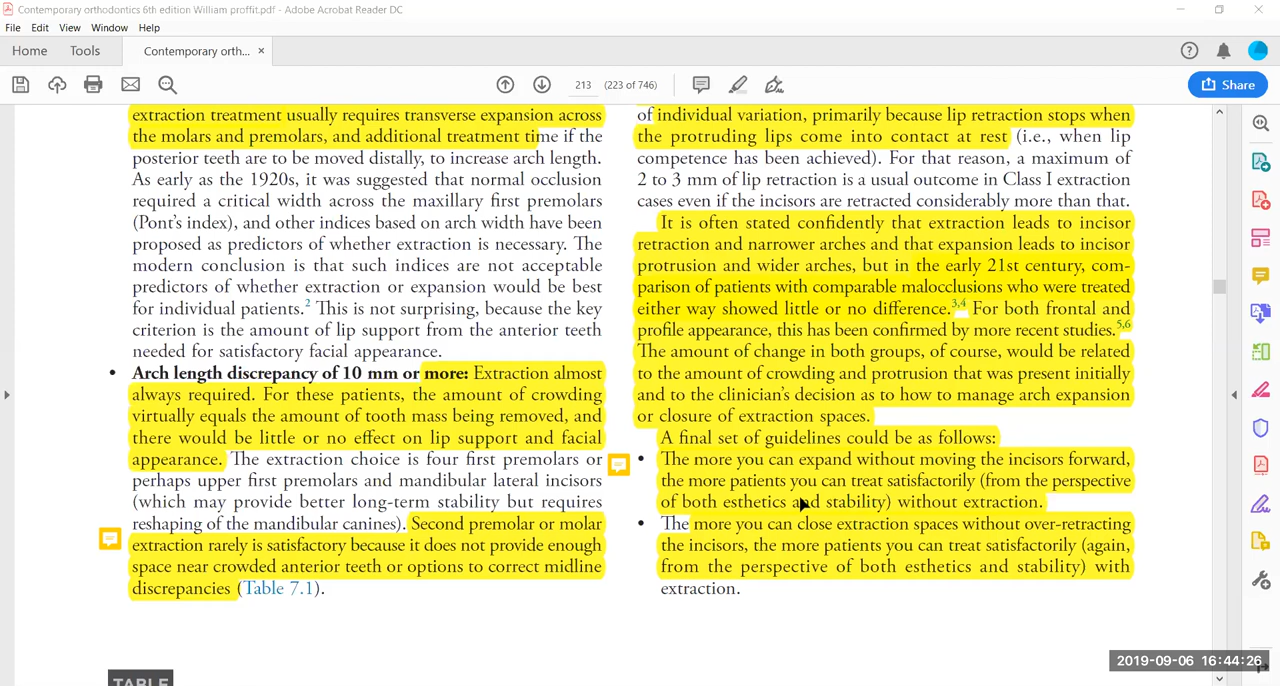 Contemporary orthodontics 6th edition William proffit.pdf - Adobe Acrobat Reader DC
File Edit View Window Help
Home Tools Contemporary orth... ×
213 (223 of 746)
Share
extraction treatment usually requires transverse expansion across
the molars and premolars, and additional treatment time if the
posterior teeth are to be moved distally, to increase arch length.
As early as the 1920s, it was suggested that normal occlusion
required a critical width across the maxillary first premolars
(Pont's index), and other indices based on arch width have been
proposed as predictors of whether extraction is necessary. The
modern conclusion is that such indices are not acceptable
predictors of whether extraction or expansion would be best
for individual patients.2 This is not surprising, because the key
criterion is the amount of lip support from the anterior teeth
needed for satisfactory facial appearance.
• Arch length discrepancy of 10 mm or more: Extraction almost
always required. For these patients, the amount of crowding
virtually equals the amount of tooth mass being removed, and
there would be little or no effect on lip support and facial
appearance. The extraction choice is four first premolars or
perhaps upper first premolars and mandibular lateral incisors
(which may provide better long-term stability but requires
reshaping of the mandibular canines). Second premolar or molar
extraction rarely is satisfactory because it does not provide enough
space near crowded anterior teeth or options to correct midline
discrepancies (Table 7.1).
TABLE
of individual variation, primarily because lip retraction stops when
the protruding lips come into contact at rest (i.e., when lip
competence has been achieved). For that reason, a maximum of
2 to 3 mm of lip retraction is a usual outcome in Class I extraction
cases even if the incisors are retracted considerably more than that.
It is often stated confidently that extraction leads to incisor
retraction and narrower arches and that expansion leads to incisor
protrusion and wider arches, but in the early 21st century, com-
parison of patients with comparable malocclusions who were treated
either way showed little or no difference.3,4 For both frontal and
profile appearance, this has been confirmed by more recent studies.5,6
The amount of change in both groups, of course, would be related
to the amount of crowding and protrusion that was present initially
and to the clinician's decision as to how to manage arch expansion
or closure of extraction spaces.
A final set of guidelines could be as follows:
• The more you can expand without moving the incisors forward,
the more patients you can treat satisfactorily (from the perspective
of both esthetics and stability) without extraction.
• The more you can close extraction spaces without over-retracting
the incisors, the more patients you can treat satisfactorily (again,
from the perspective of both esthetics and stability) with
extraction.
2019-09-06 16:44:26